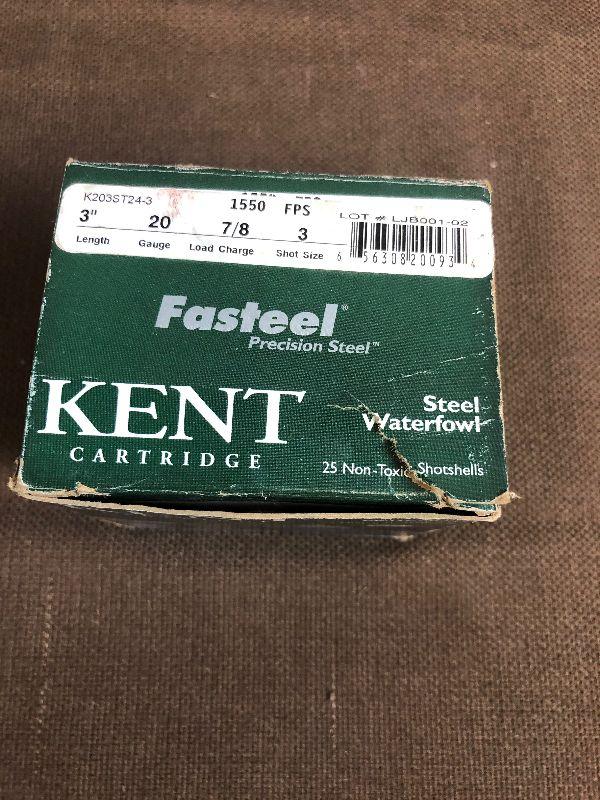 K203ST24-3
1550 FPS
LOT # LJB001-02
3" 20 7/8 3
Length Gauge Load Charge Shot Size
6 56308 20093 4
Fasteel®
Precision Steel™
KENT
CARTRIDGE
Steel
Waterfowl
25 Non-Toxic Shotshells